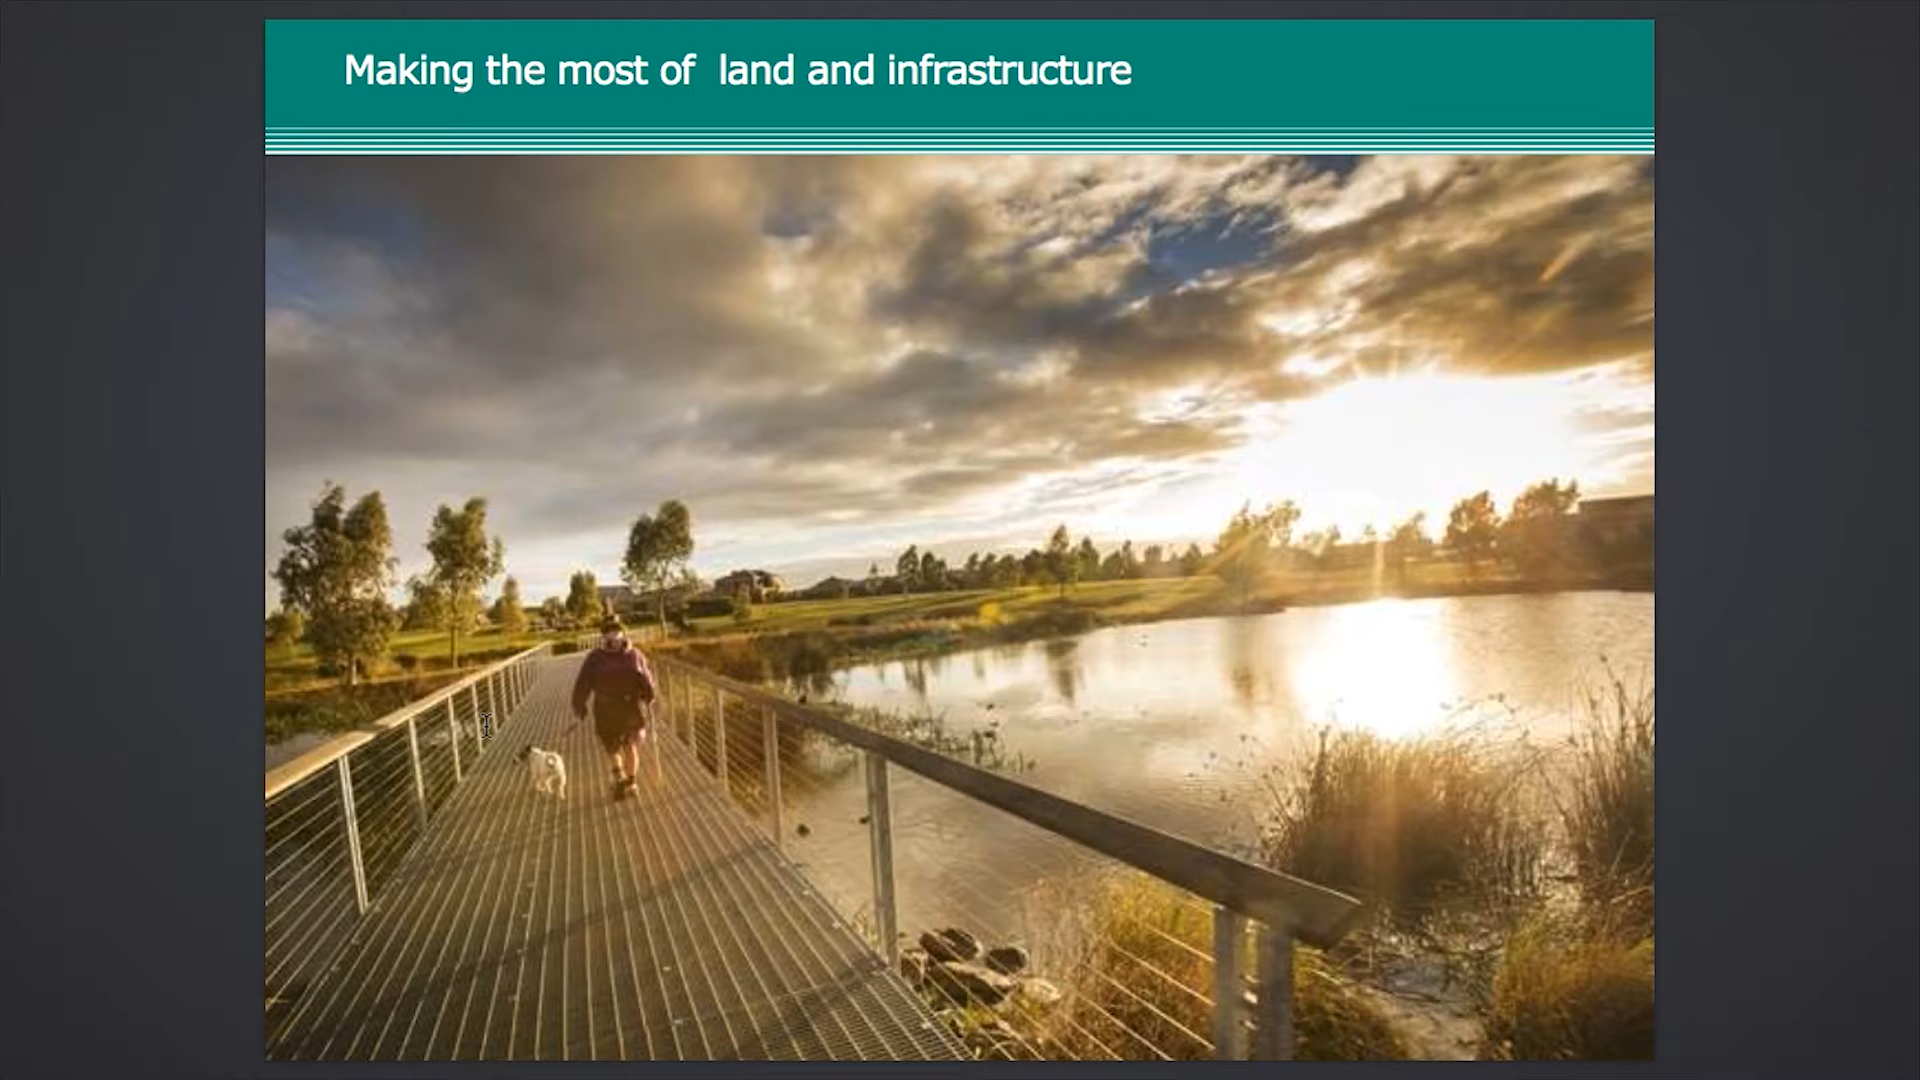 Making the most of  land and infrastructure